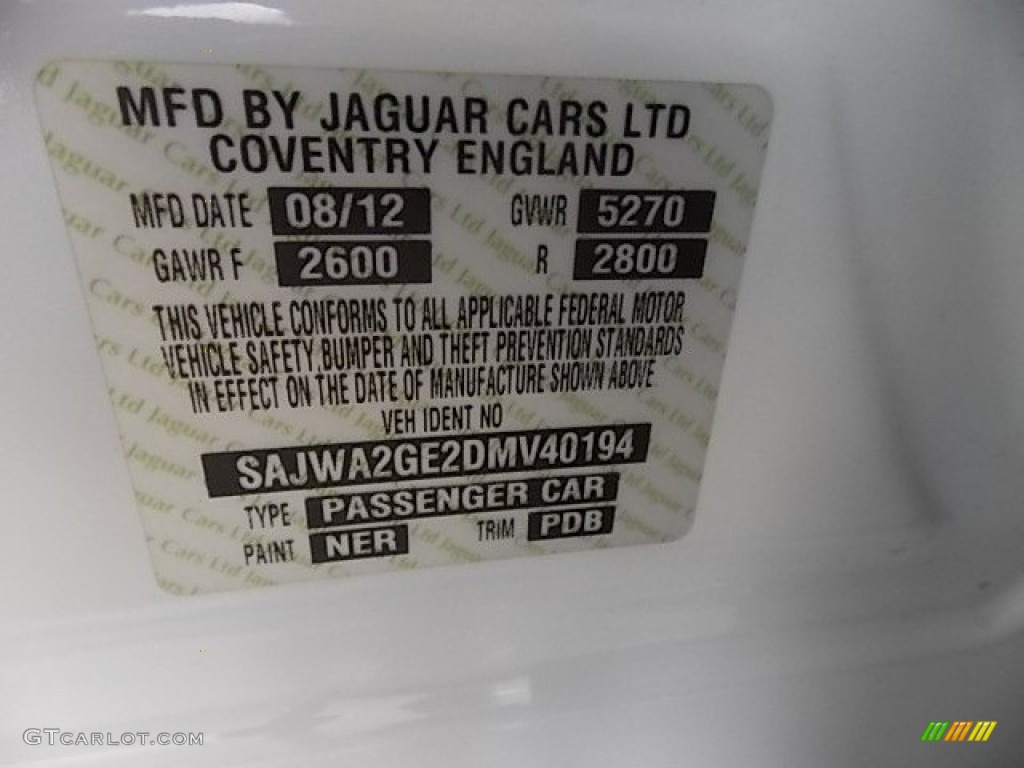 MFD BY JAGUAR CARS LTD
COVENTRY ENGLAND
MFD DATE 08/12 GVWR 5270
GAWR F 2600 R 2800
THIS VEHICLE CONFORMS TO ALL APPLICABLE FEDERAL MOTOR
VEHICLE SAFETY, BUMPER AND THEFT PREVENTION STANDARDS
IN EFFECT ON THE DATE OF MANUFACTURE SHOWN ABOVE
VEH IDENT NO
SAJWA2GE2DMV40194
TYPE PASSENGER CAR
PAINT NER TRIM PDB
GTCARLOT.COM